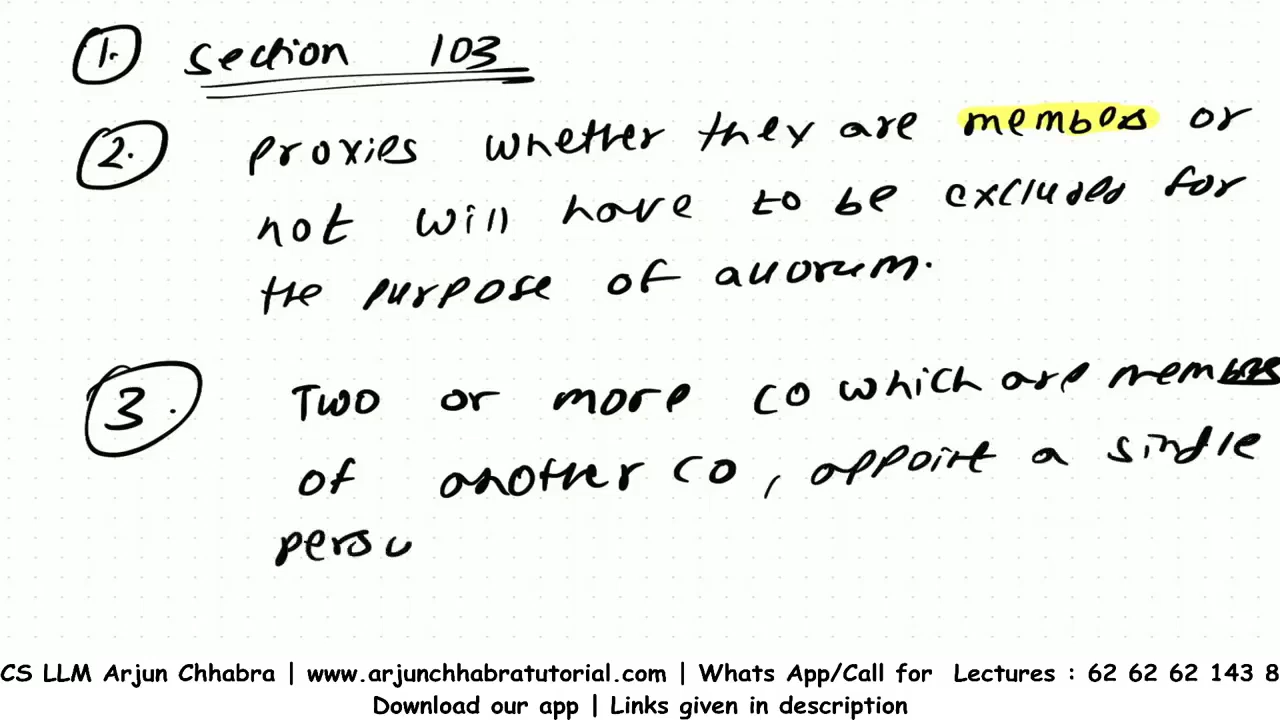 1. Section 103
2. proxies whether they are members or
not will have to be excluded for
the purpose of quorum.
3. Two or more co which are members
of another co, appoint a single
perso
CS LLM Arjun Chhabra | www.arjunchhabratutorial.com | Whats App/Call for Lectures : 62 62 62 143 8
Download our app | Links given in description